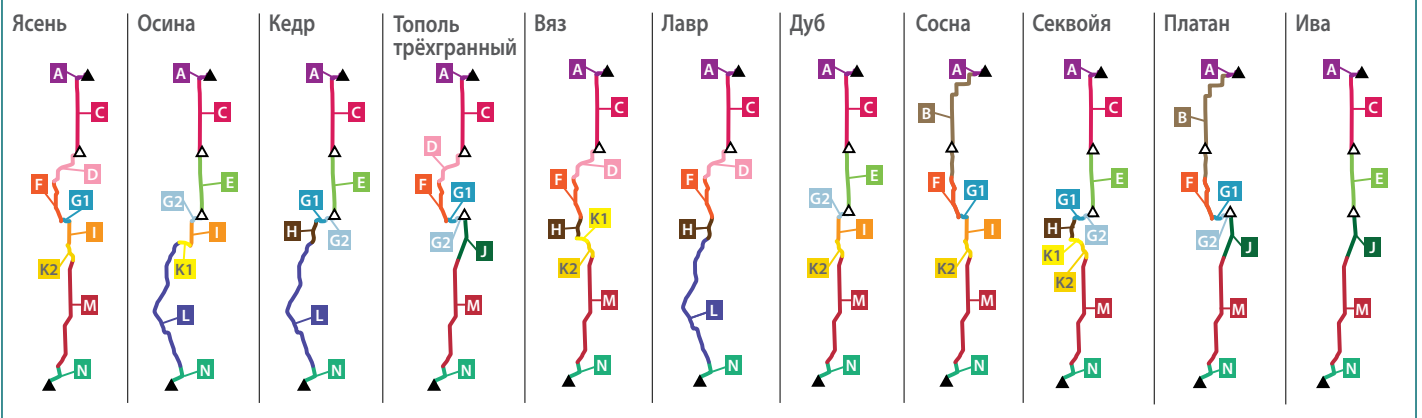 Ясень
A
C
D
F
G1
I
K2
M
N
Осина
A
C
E
G2
I
K1
L
N
Кедр
A
C
E
G1
H
G2
L
N
Тополь
трёхгранный
A
C
D
F
G1
G2
J
M
N
Вяз
A
C
D
F
K1
H
K2
M
N
Лавр
A
C
D
F
H
L
N
Дуб
A
C
E
G2
I
K2
M
N
Сосна
A
B
F
G1
I
K2
M
N
Секвойя
A
C
E
G1
H
G2
K1
K2
M
N
Платан
A
B
F
G1
G2
J
M
N
Ива
A
C
E
J
M
N